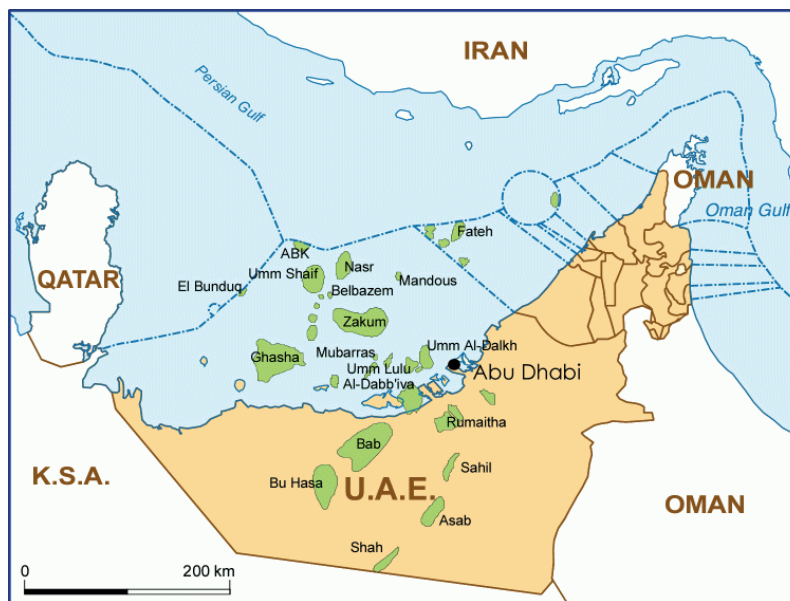 IRAN
Persian Gulf
OMAN
Oman Gulf
QATAR
Fateh
ABK
Nasr
Umm Shaif
Mandous
El Bunduq
Belbazem
Zakum
Umm Al-Dalkh
Mubarras
Ghasha
Umm Lulu
Abu Dhabi
Al-Dabb'iya
Rumaitha
Bab
K.S.A.
Sahil
Bu Hasa
U.A.E.
OMAN
Asab
Shah
0 200 km